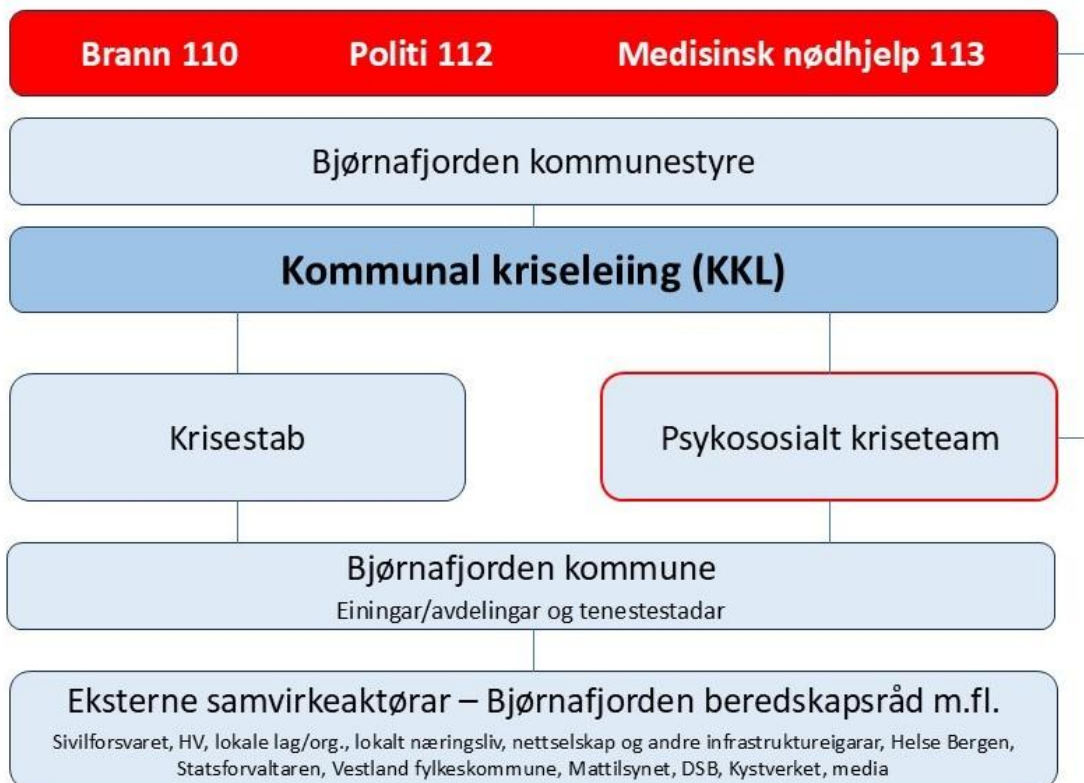 Brann 110 Politi 112 Medisinsk nødhjelp 113
Bjørnafjorden kommunestyre
Kommunal kriseleiing (KKL)
Krisestab
Psykososialt kriseteam
Bjørnafjorden kommune
Einingar/avdelingar og tenestestadar
Eksterne samvirkeaktørar – Bjørnafjorden beredskapsråd m.fl.
Sivilforsvaret, HV, lokale lag/org., lokalt næringsliv, nettselskap og andre infrastruktureigarar, Helse Bergen,
Statsforvaltaren, Vestland fylkeskommune, Mattilsynet, DSB, Kystverket, media